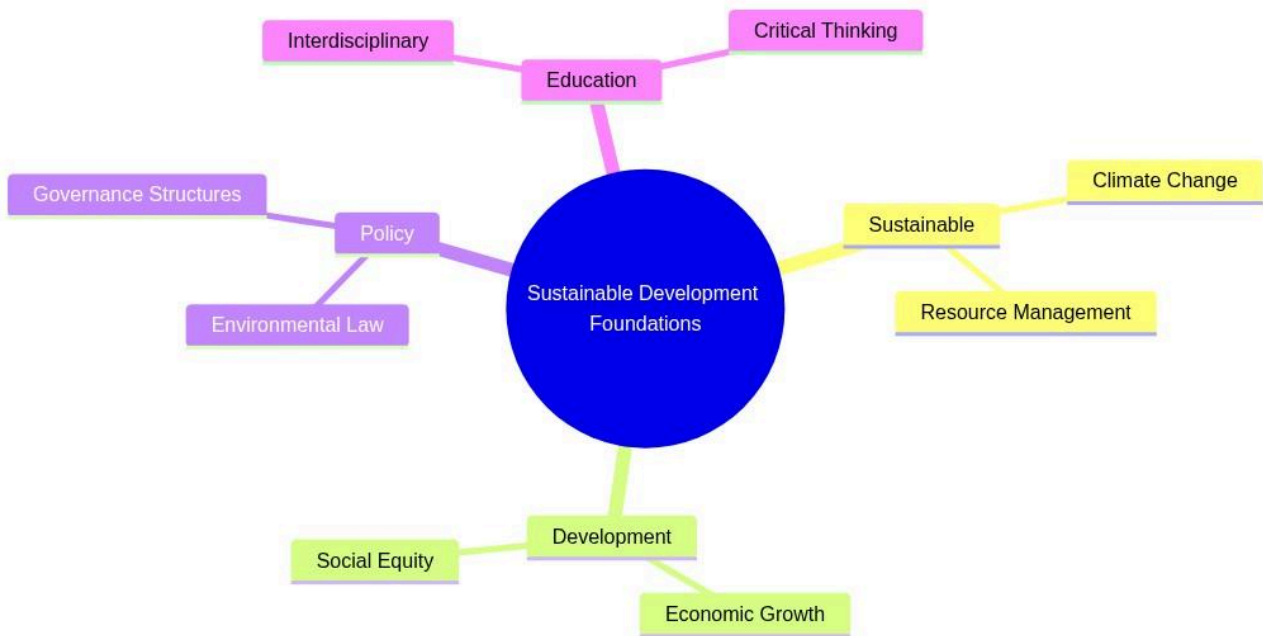 Interdisciplinary
Critical Thinking
Education
Governance Structures
Policy
Environmental Law
Sustainable Development
Foundations
Climate Change
Sustainable
Resource Management
Development
Social Equity
Economic Growth